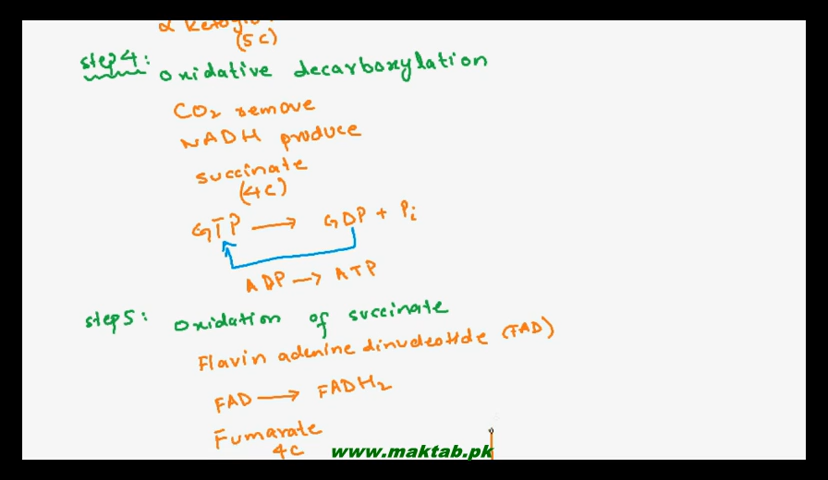 α Ketoglu
(5C)
step4: Oxidative decarboxylation
CO₂ remove
NADH produce
succinate
(4C)
GTP → GDP + Pi
ADP → ATP
step5: Oxidation of succinate
Flavin adenine dinucleotide (FAD)
FAD → FADH₂
Fumarate
4C
www.maktab.pk